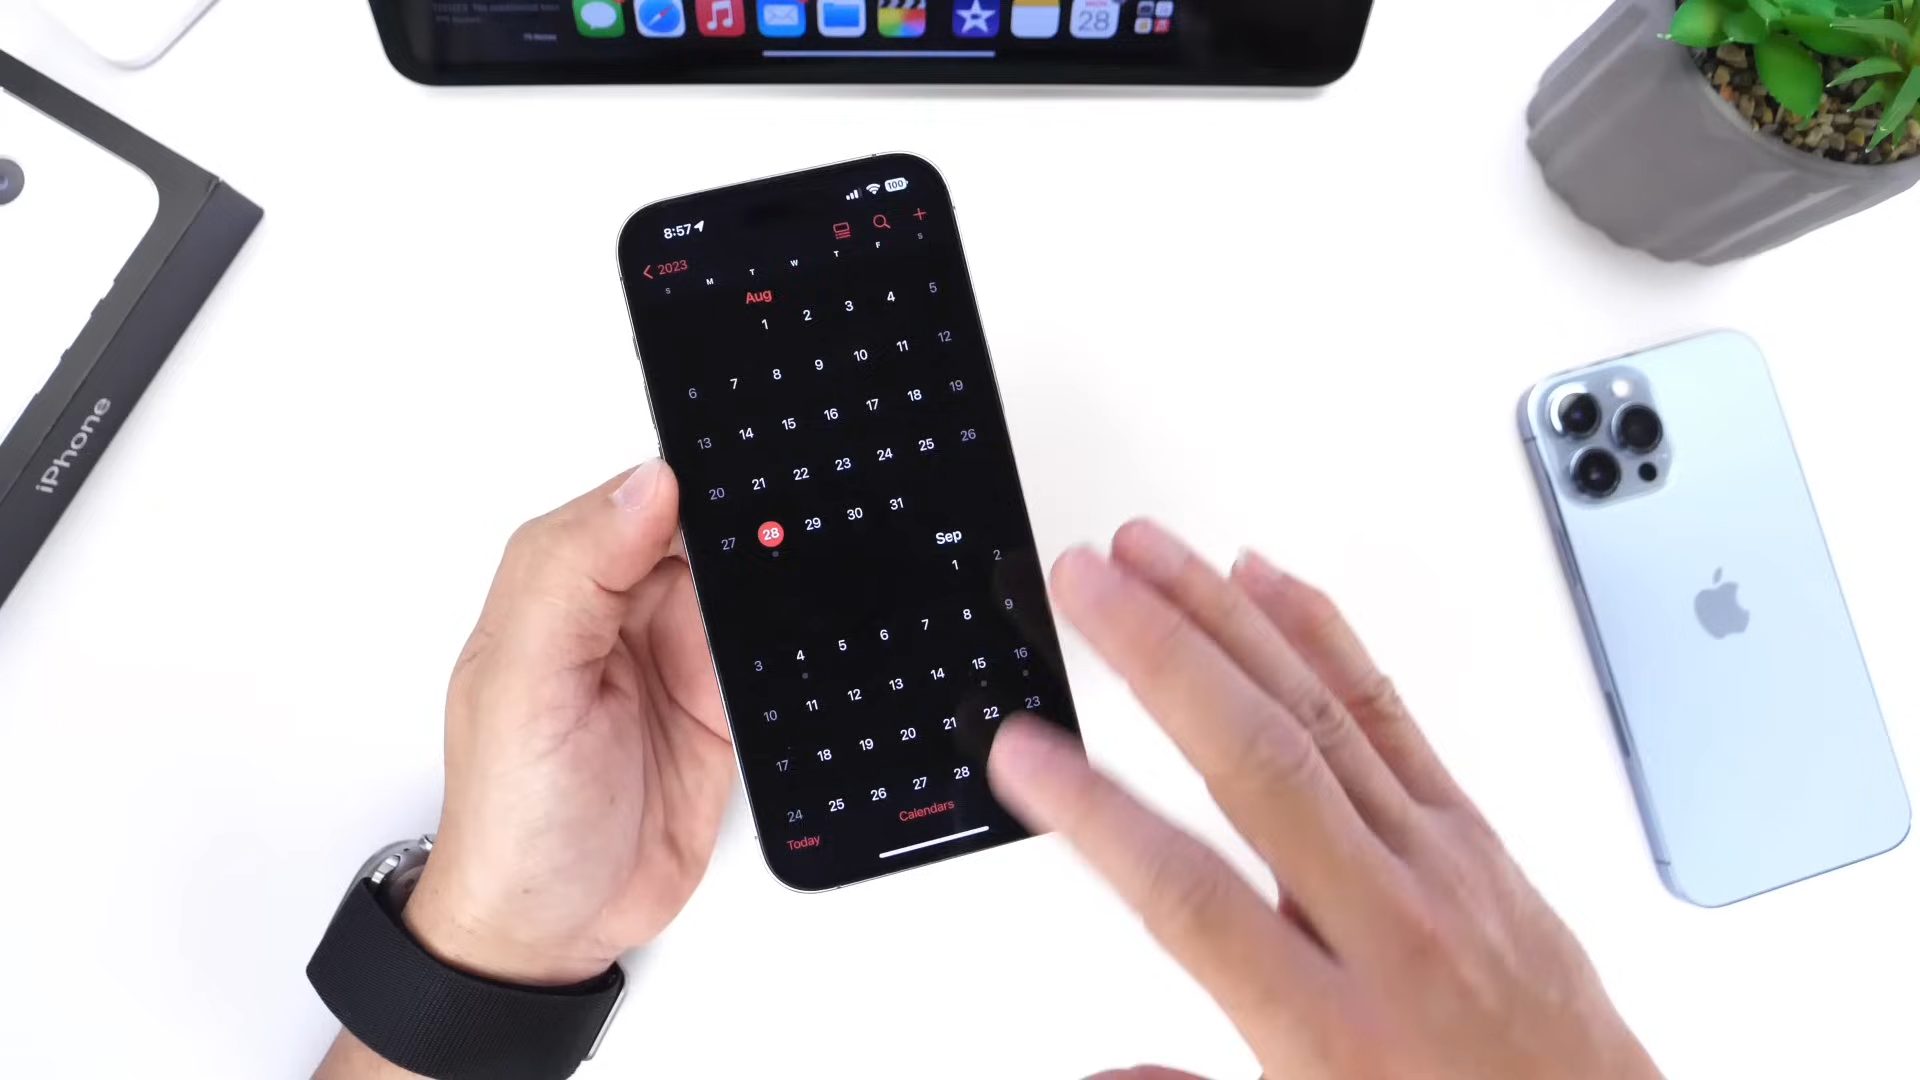 MON
28
iPhone
8:57
100
2023
S M T W T F S
Aug
1 2 3 4 5
6 7 8 9 10 11 12
13 14 15 16 17 18 19
20 21 22 23 24 25 26
27 28 29 30 31
Sep
1 2
3 4 5 6 7 8 9
10 11 12 13 14 15 16
17 18 19 20 21 22 23
24 25 26 27 28
Today Calendars